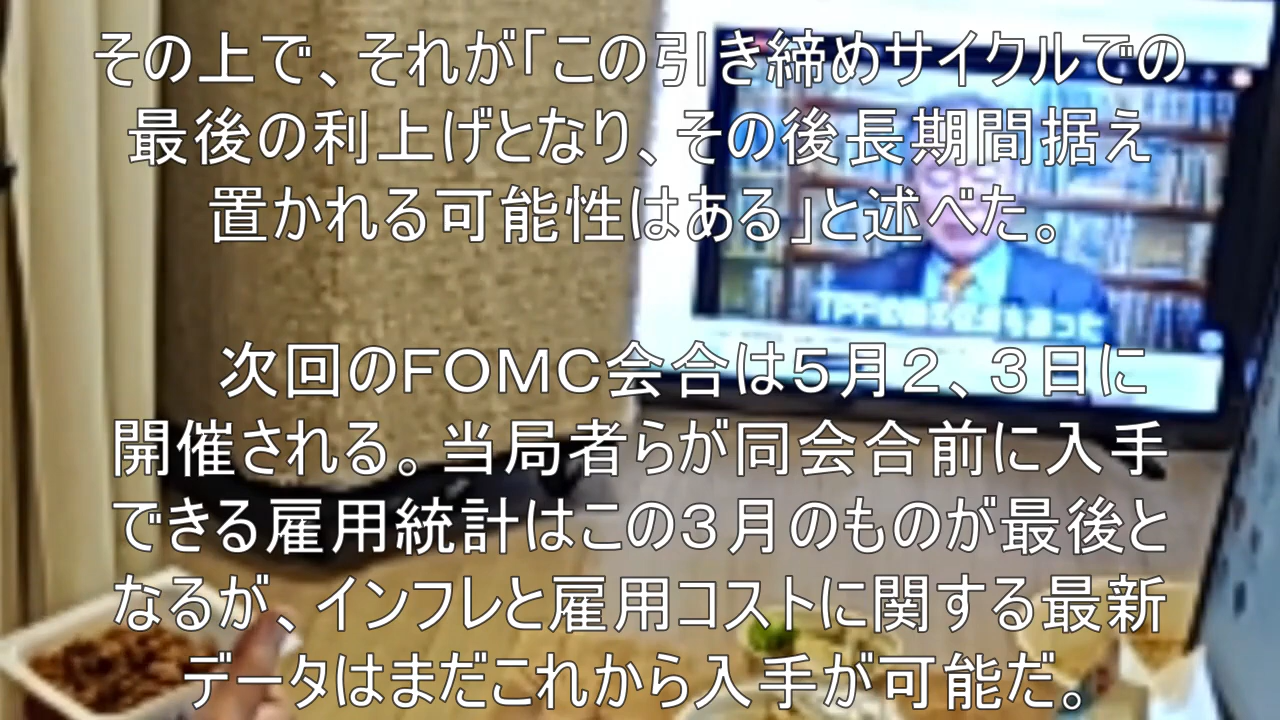 その上で、それが「この引き締めサイクルでの
最後の利上げとなり、その後長期間据え
置かれる可能性はある」と述べた。
次回のＦＯＭＣ会合は５月２、３日に
開催される。当局者らが同会合前に入手
できる雇用統計はこの３月のものが最後と
なるが、インフレと雇用コストに関する最新
データはまだこれから入手が可能だ。